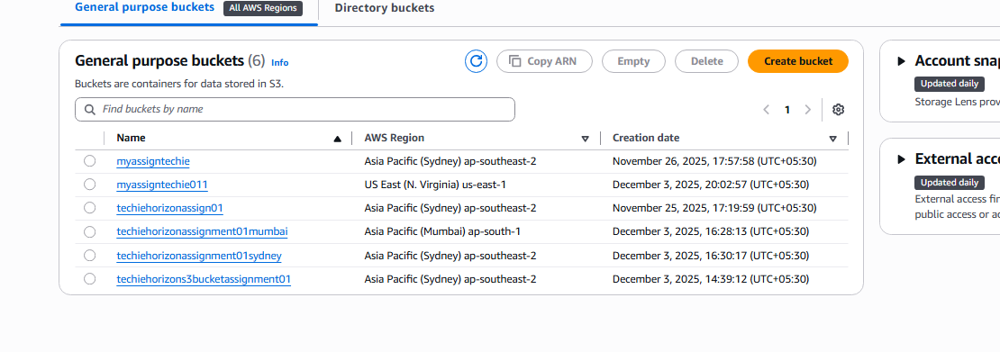 General purpose buckets All AWS Regions Directory buckets
General purpose buckets (6) Info
Copy ARN Empty Delete Create bucket
Buckets are containers for data stored in S3.
Find buckets by name
1
Name AWS Region Creation date
myassigntechie Asia Pacific (Sydney) ap-southeast-2 November 26, 2025, 17:57:58 (UTC+05:30)
myassigntechie011 US East (N. Virginia) us-east-1 December 3, 2025, 20:02:57 (UTC+05:30)
techiehorizonassign01 Asia Pacific (Sydney) ap-southeast-2 November 25, 2025, 17:19:59 (UTC+05:30)
techiehorizonassignment01mumbai Asia Pacific (Mumbai) ap-south-1 December 3, 2025, 16:28:13 (UTC+05:30)
techiehorizonassignment01sydney Asia Pacific (Sydney) ap-southeast-2 December 3, 2025, 16:30:17 (UTC+05:30)
techiehorizons3bucketassignment01 Asia Pacific (Sydney) ap-southeast-2 December 3, 2025, 14:39:12 (UTC+05:30)
Account snap
Updated daily
Storage Lens prov
External acce
Updated daily
External access fin
public access or ac